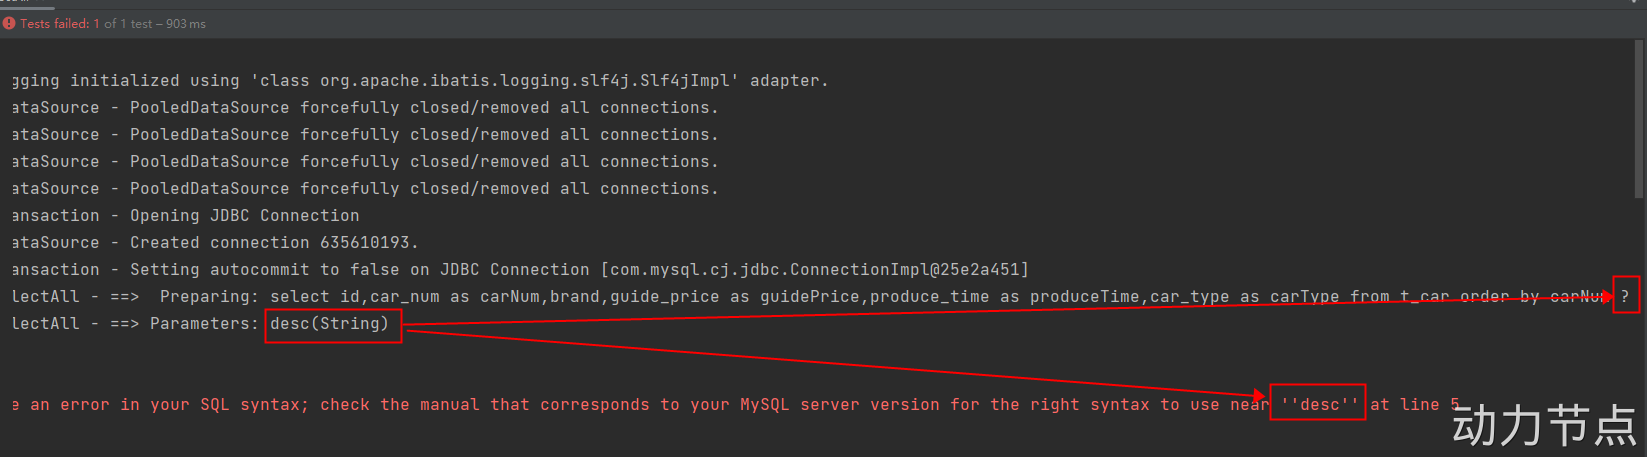 Tests failed: 1 of 1 test – 903 ms
gging initialized using 'class org.apache.ibatis.logging.slf4j.Slf4jImpl' adapter.
ataSource - PooledDataSource forcefully closed/removed all connections.
ataSource - PooledDataSource forcefully closed/removed all connections.
ataSource - PooledDataSource forcefully closed/removed all connections.
ataSource - PooledDataSource forcefully closed/removed all connections.
ansaction - Opening JDBC Connection
ataSource - Created connection 635610193.
ansaction - Setting autocommit to false on JDBC Connection [com.mysql.cj.jdbc.ConnectionImpl@25e2a451]
lectAll - ==>  Preparing: select id,car_num as carNum,brand,guide_price as guidePrice,produce_time as produceTime,car_type as carType from t_car order by carNum ?
lectAll - ==> Parameters: desc(String)
e an error in your SQL syntax; check the manual that corresponds to your MySQL server version for the right syntax to use near ''desc'' at line 5
动力节点